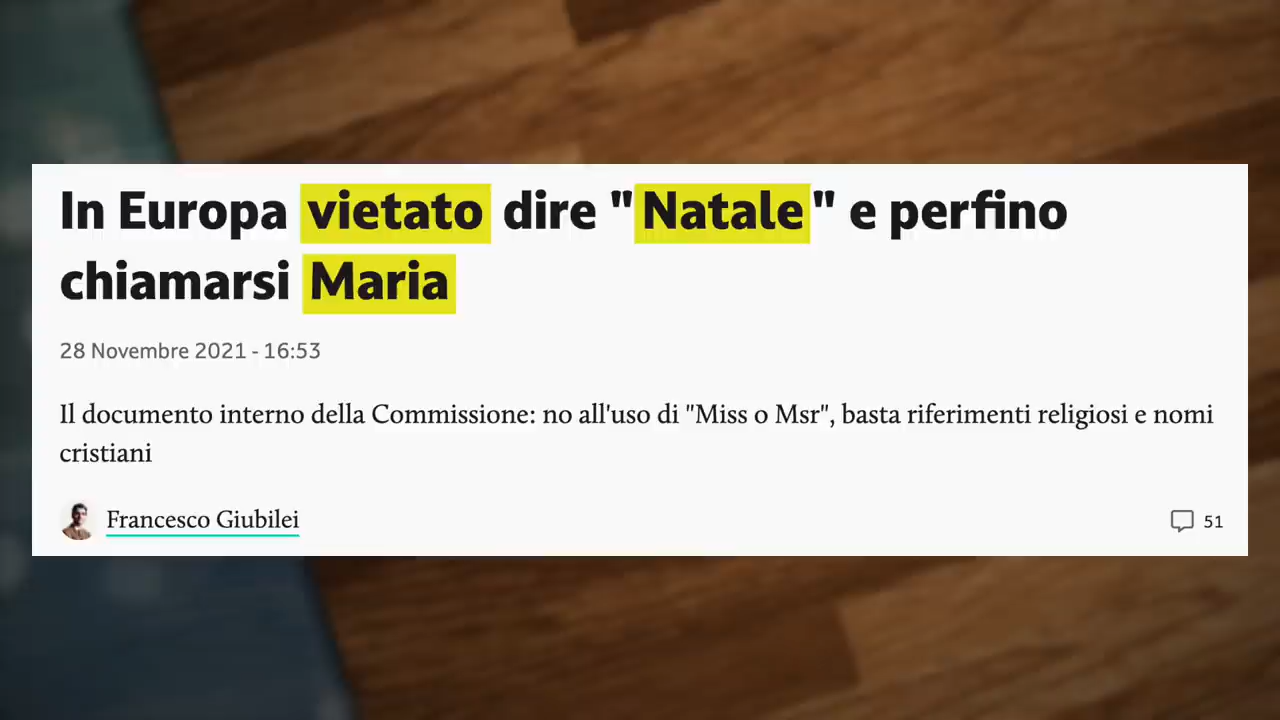 In Europa vietato dire "Natale" e perfino
chiamarsi Maria
28 Novembre 2021 - 16:53
Il documento interno della Commissione: no all'uso di "Miss o Msr", basta riferimenti religiosi e nomi
cristiani
Francesco Giubilei
51